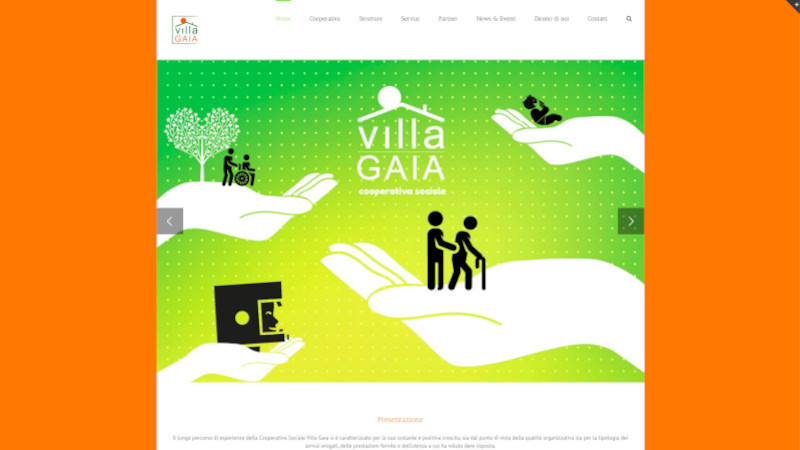 villa
GAIA
Home Cooperativa Strutture Servizi Partner News & Eventi Dicono di noi Contatti
villa
GAIA
cooperativa sociale
Presentazione
Il lungo percorso di esperienze della Cooperativa Sociale Villa Gaia si è caratterizzato per la sua costante e positiva crescita, sia dal punto di vista della qualità organizzativa sia per la tipologia dei
servizi erogati, delle prestazioni fornite e dell'utenza a cui ha voluto dare risposta.